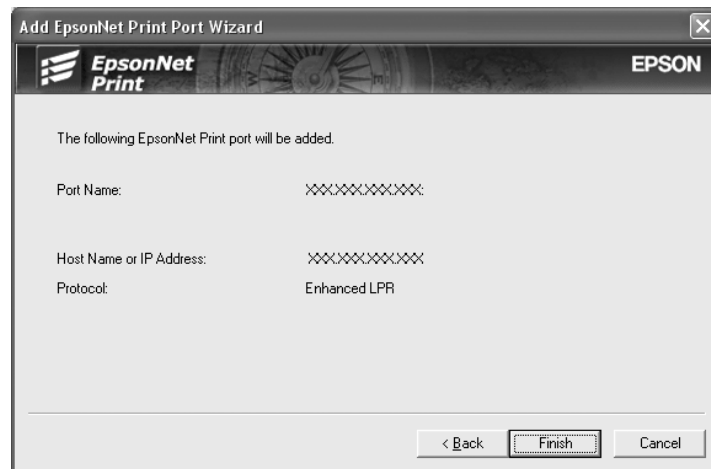 Add EpsonNet Print Port Wizard
EpsonNet
Print
EPSON
The following EpsonNet Print port will be added.
Port Name: XXX.XXX.XXX.XXX:
Host Name or IP Address: XXX.XXX.XXX.XXX
Protocol: Enhanced LPR
< Back Finish Cancel